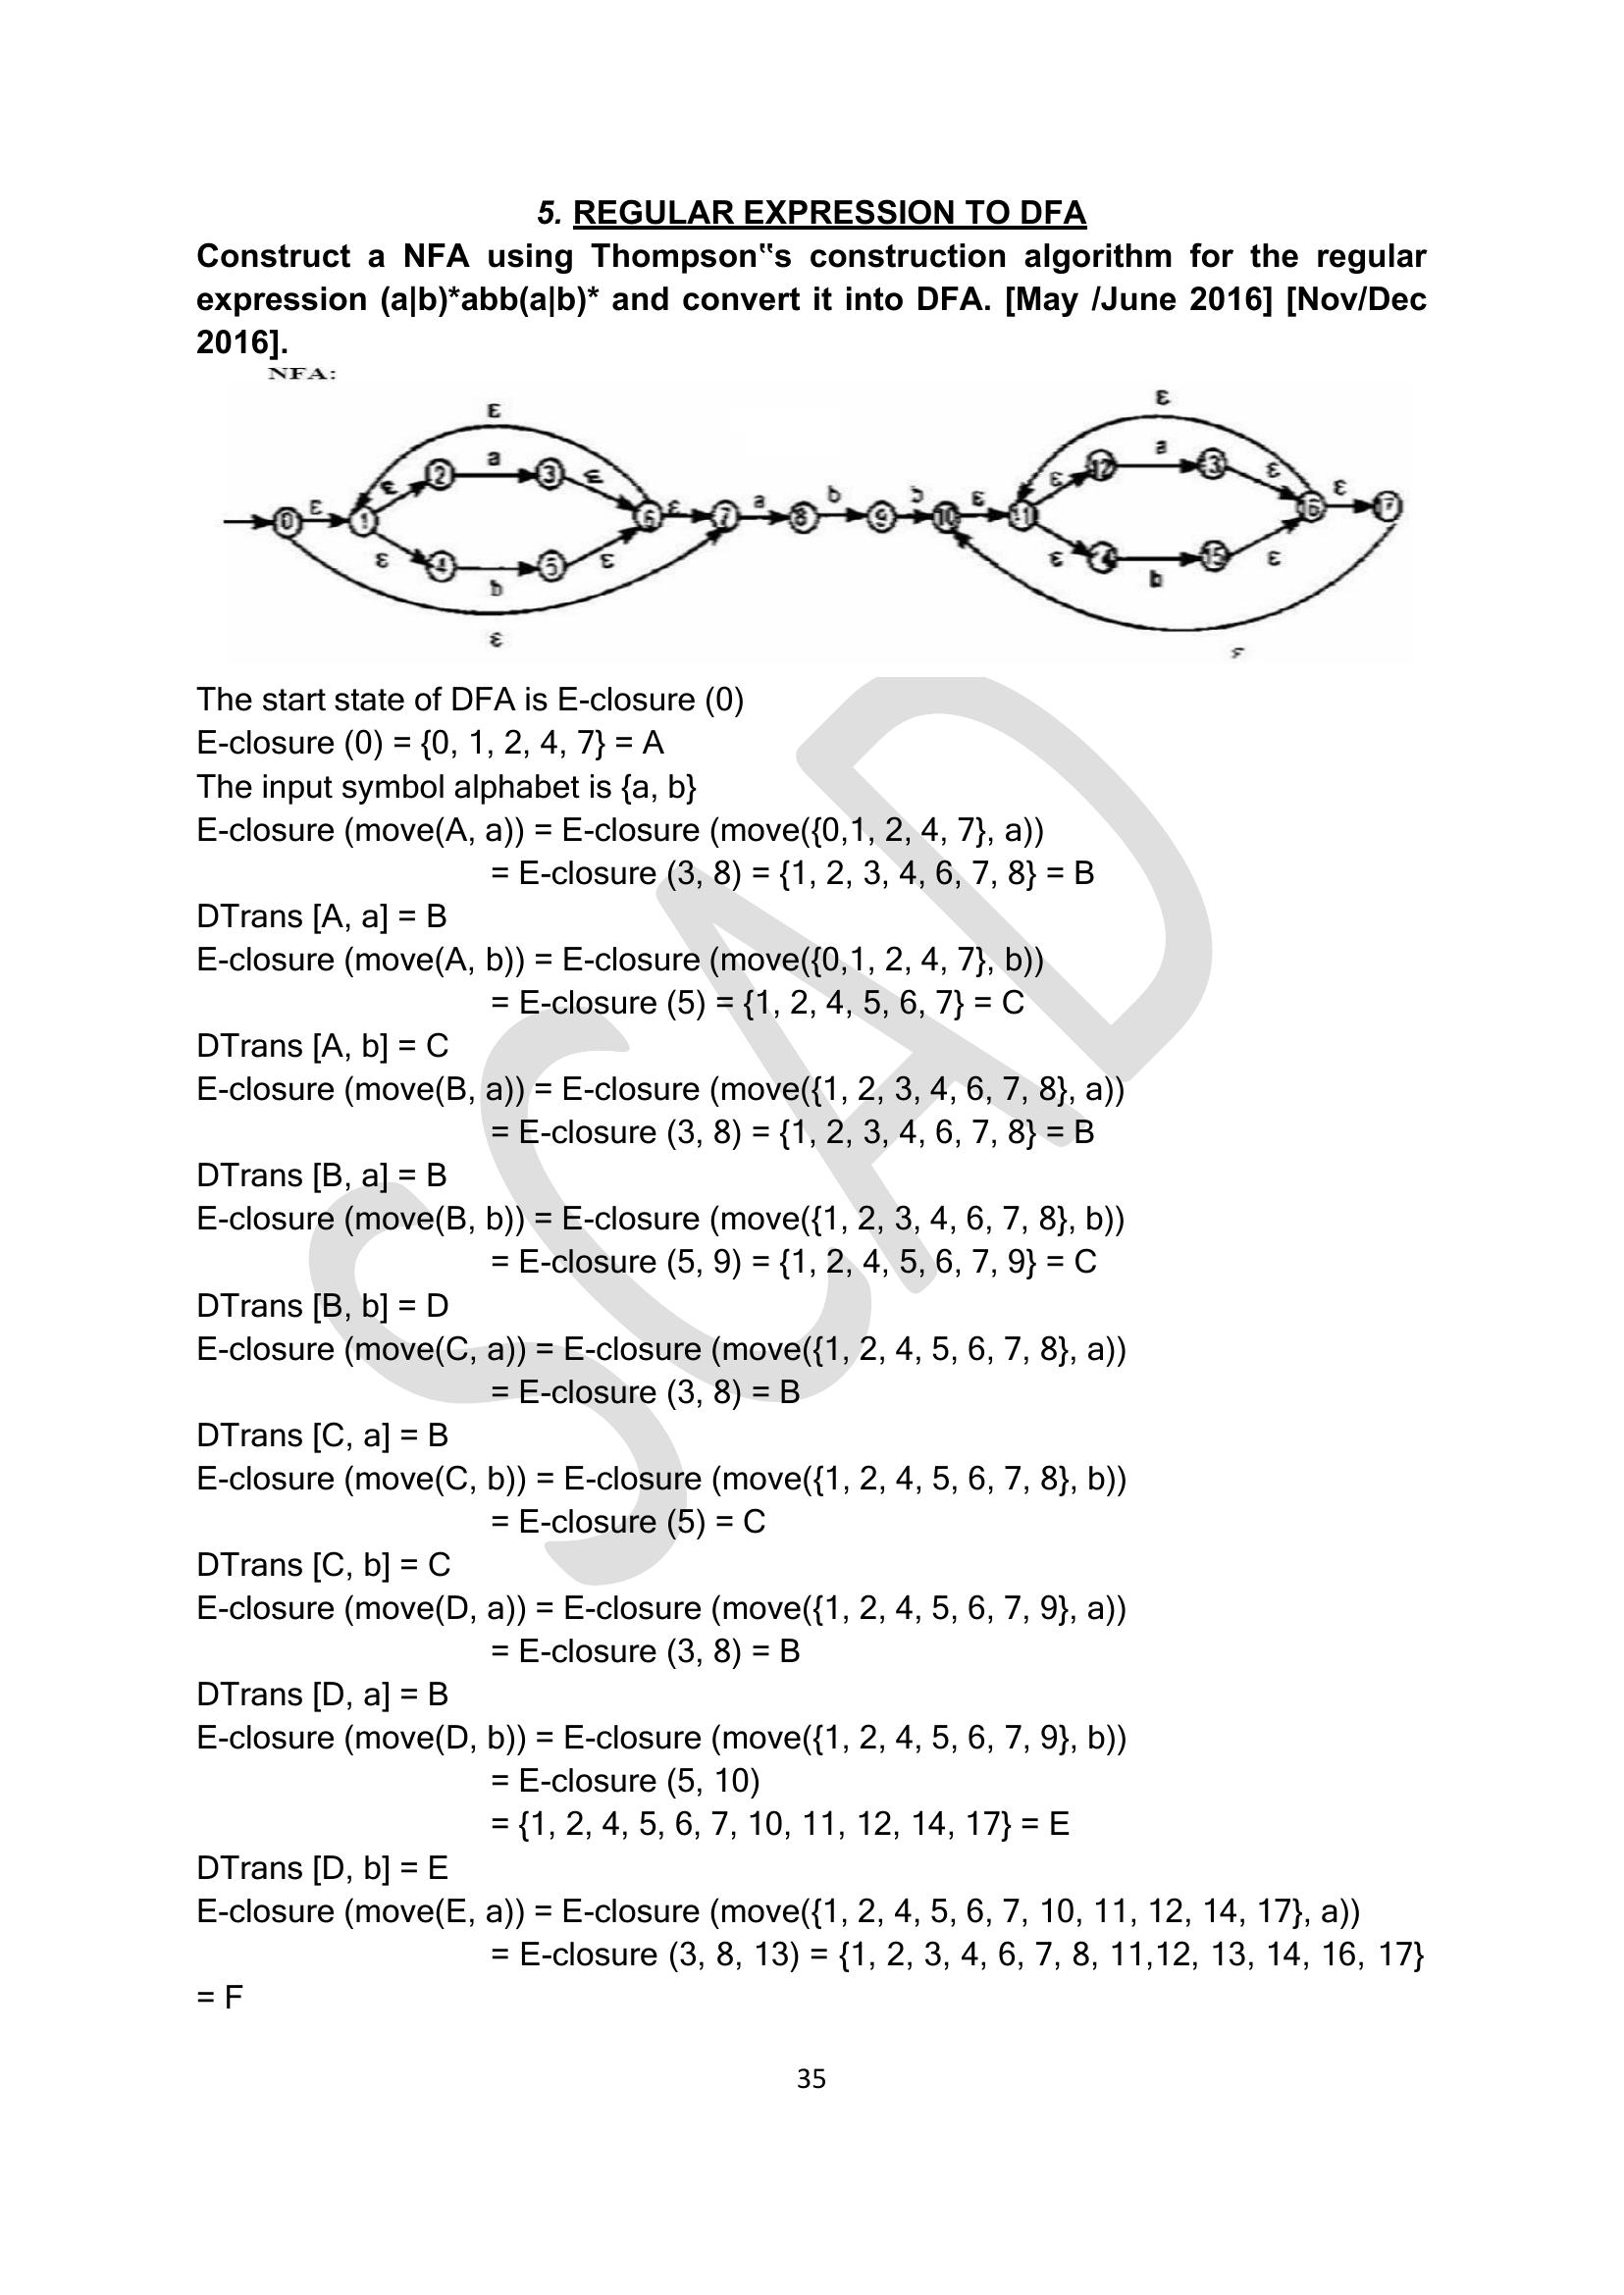 5. REGULAR EXPRESSION TO DFA
Construct a NFA using Thompson‟s construction algorithm for the regular
expression (a|b)*abb(a|b)* and convert it into DFA. [May /June 2016] [Nov/Dec
2016].
NFA:
ε ε
2 a 3 ε 12 a 13 ε
ε ε
0 ε 1 6 ε 7 a 8 b 9 b 10 ε 11 16 ε 17
ε 4 5 ε ε 14 15 ε
b b
ε
The start state of DFA is E-closure (0)
E-closure (0) = {0, 1, 2, 4, 7} = A
The input symbol alphabet is {a, b}
E-closure (move(A, a)) = E-closure (move({0,1, 2, 4, 7}, a))
= E-closure (3, 8) = {1, 2, 3, 4, 6, 7, 8} = B
DTrans [A, a] = B
E-closure (move(A, b)) = E-closure (move({0,1, 2, 4, 7}, b))
= E-closure (5) = {1, 2, 4, 5, 6, 7} = C
DTrans [A, b] = C
E-closure (move(B, a)) = E-closure (move({1, 2, 3, 4, 6, 7, 8}, a))
= E-closure (3, 8) = {1, 2, 3, 4, 6, 7, 8} = B
DTrans [B, a] = B
E-closure (move(B, b)) = E-closure (move({1, 2, 3, 4, 6, 7, 8}, b))
= E-closure (5, 9) = {1, 2, 4, 5, 6, 7, 9} = C
DTrans [B, b] = D
E-closure (move(C, a)) = E-closure (move({1, 2, 4, 5, 6, 7, 8}, a))
= E-closure (3, 8) = B
DTrans [C, a] = B
E-closure (move(C, b)) = E-closure (move({1, 2, 4, 5, 6, 7, 8}, b))
= E-closure (5) = C
DTrans [C, b] = C
E-closure (move(D, a)) = E-closure (move({1, 2, 4, 5, 6, 7, 9}, a))
= E-closure (3, 8) = B
DTrans [D, a] = B
E-closure (move(D, b)) = E-closure (move({1, 2, 4, 5, 6, 7, 9}, b))
= E-closure (5, 10)
= {1, 2, 4, 5, 6, 7, 10, 11, 12, 14, 17} = E
DTrans [D, b] = E
E-closure (move(E, a)) = E-closure (move({1, 2, 4, 5, 6, 7, 10, 11, 12, 14, 17}, a))
= E-closure (3, 8, 13) = {1, 2, 3, 4, 6, 7, 8, 11,12, 13, 14, 16, 17}
= F
SCAD
35